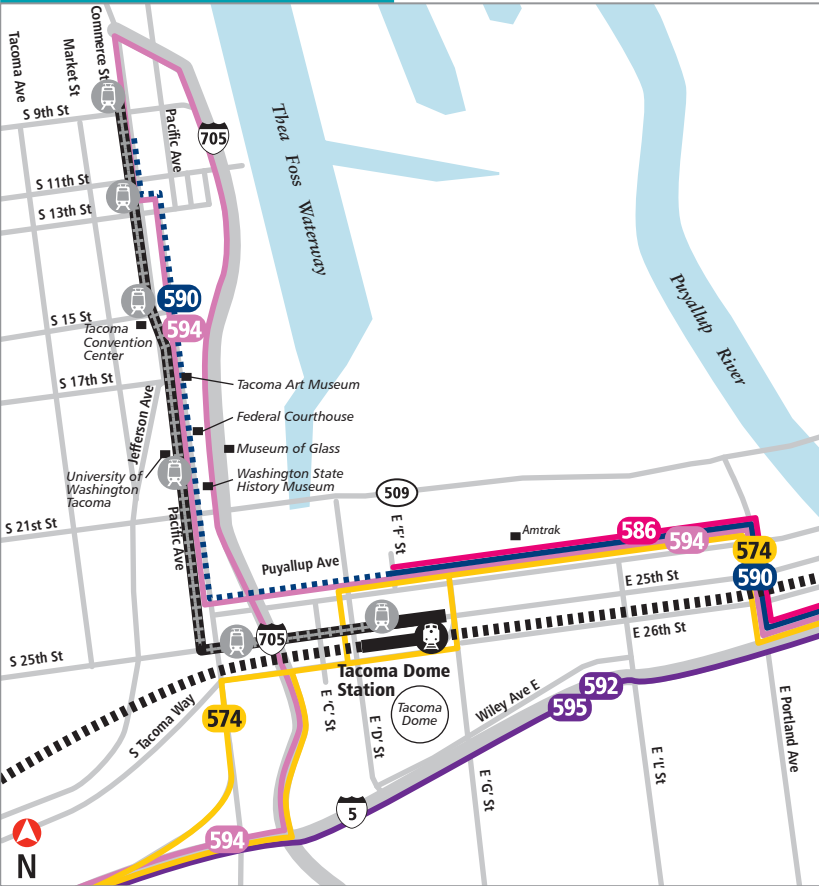 Commerce St
Tacoma Ave
Market St
S 9th St
Pacific Ave
705
Thea Foss Waterway
S 11th St
S 13th St
Puyallup River
590
594
S 15 St
Tacoma
Convention
Center
S 17th St
Tacoma Art Museum
Jefferson Ave
Federal Courthouse
Museum of Glass
University of
Washington
Tacoma
Washington State
History Museum
509
S 21st St
Pacific Ave
E 'F' St
Amtrak
586
594
574
590
Puyallup Ave
E 25th St
E 26th St
705
S 25th St
Tacoma Dome
Station
Tacoma
Dome
574
S Tacoma Way
E 'C' St
E 'D' St
Wiley Ave E
592
595
E Portland Ave
E 'G' St
E 'L' St
5
594
N